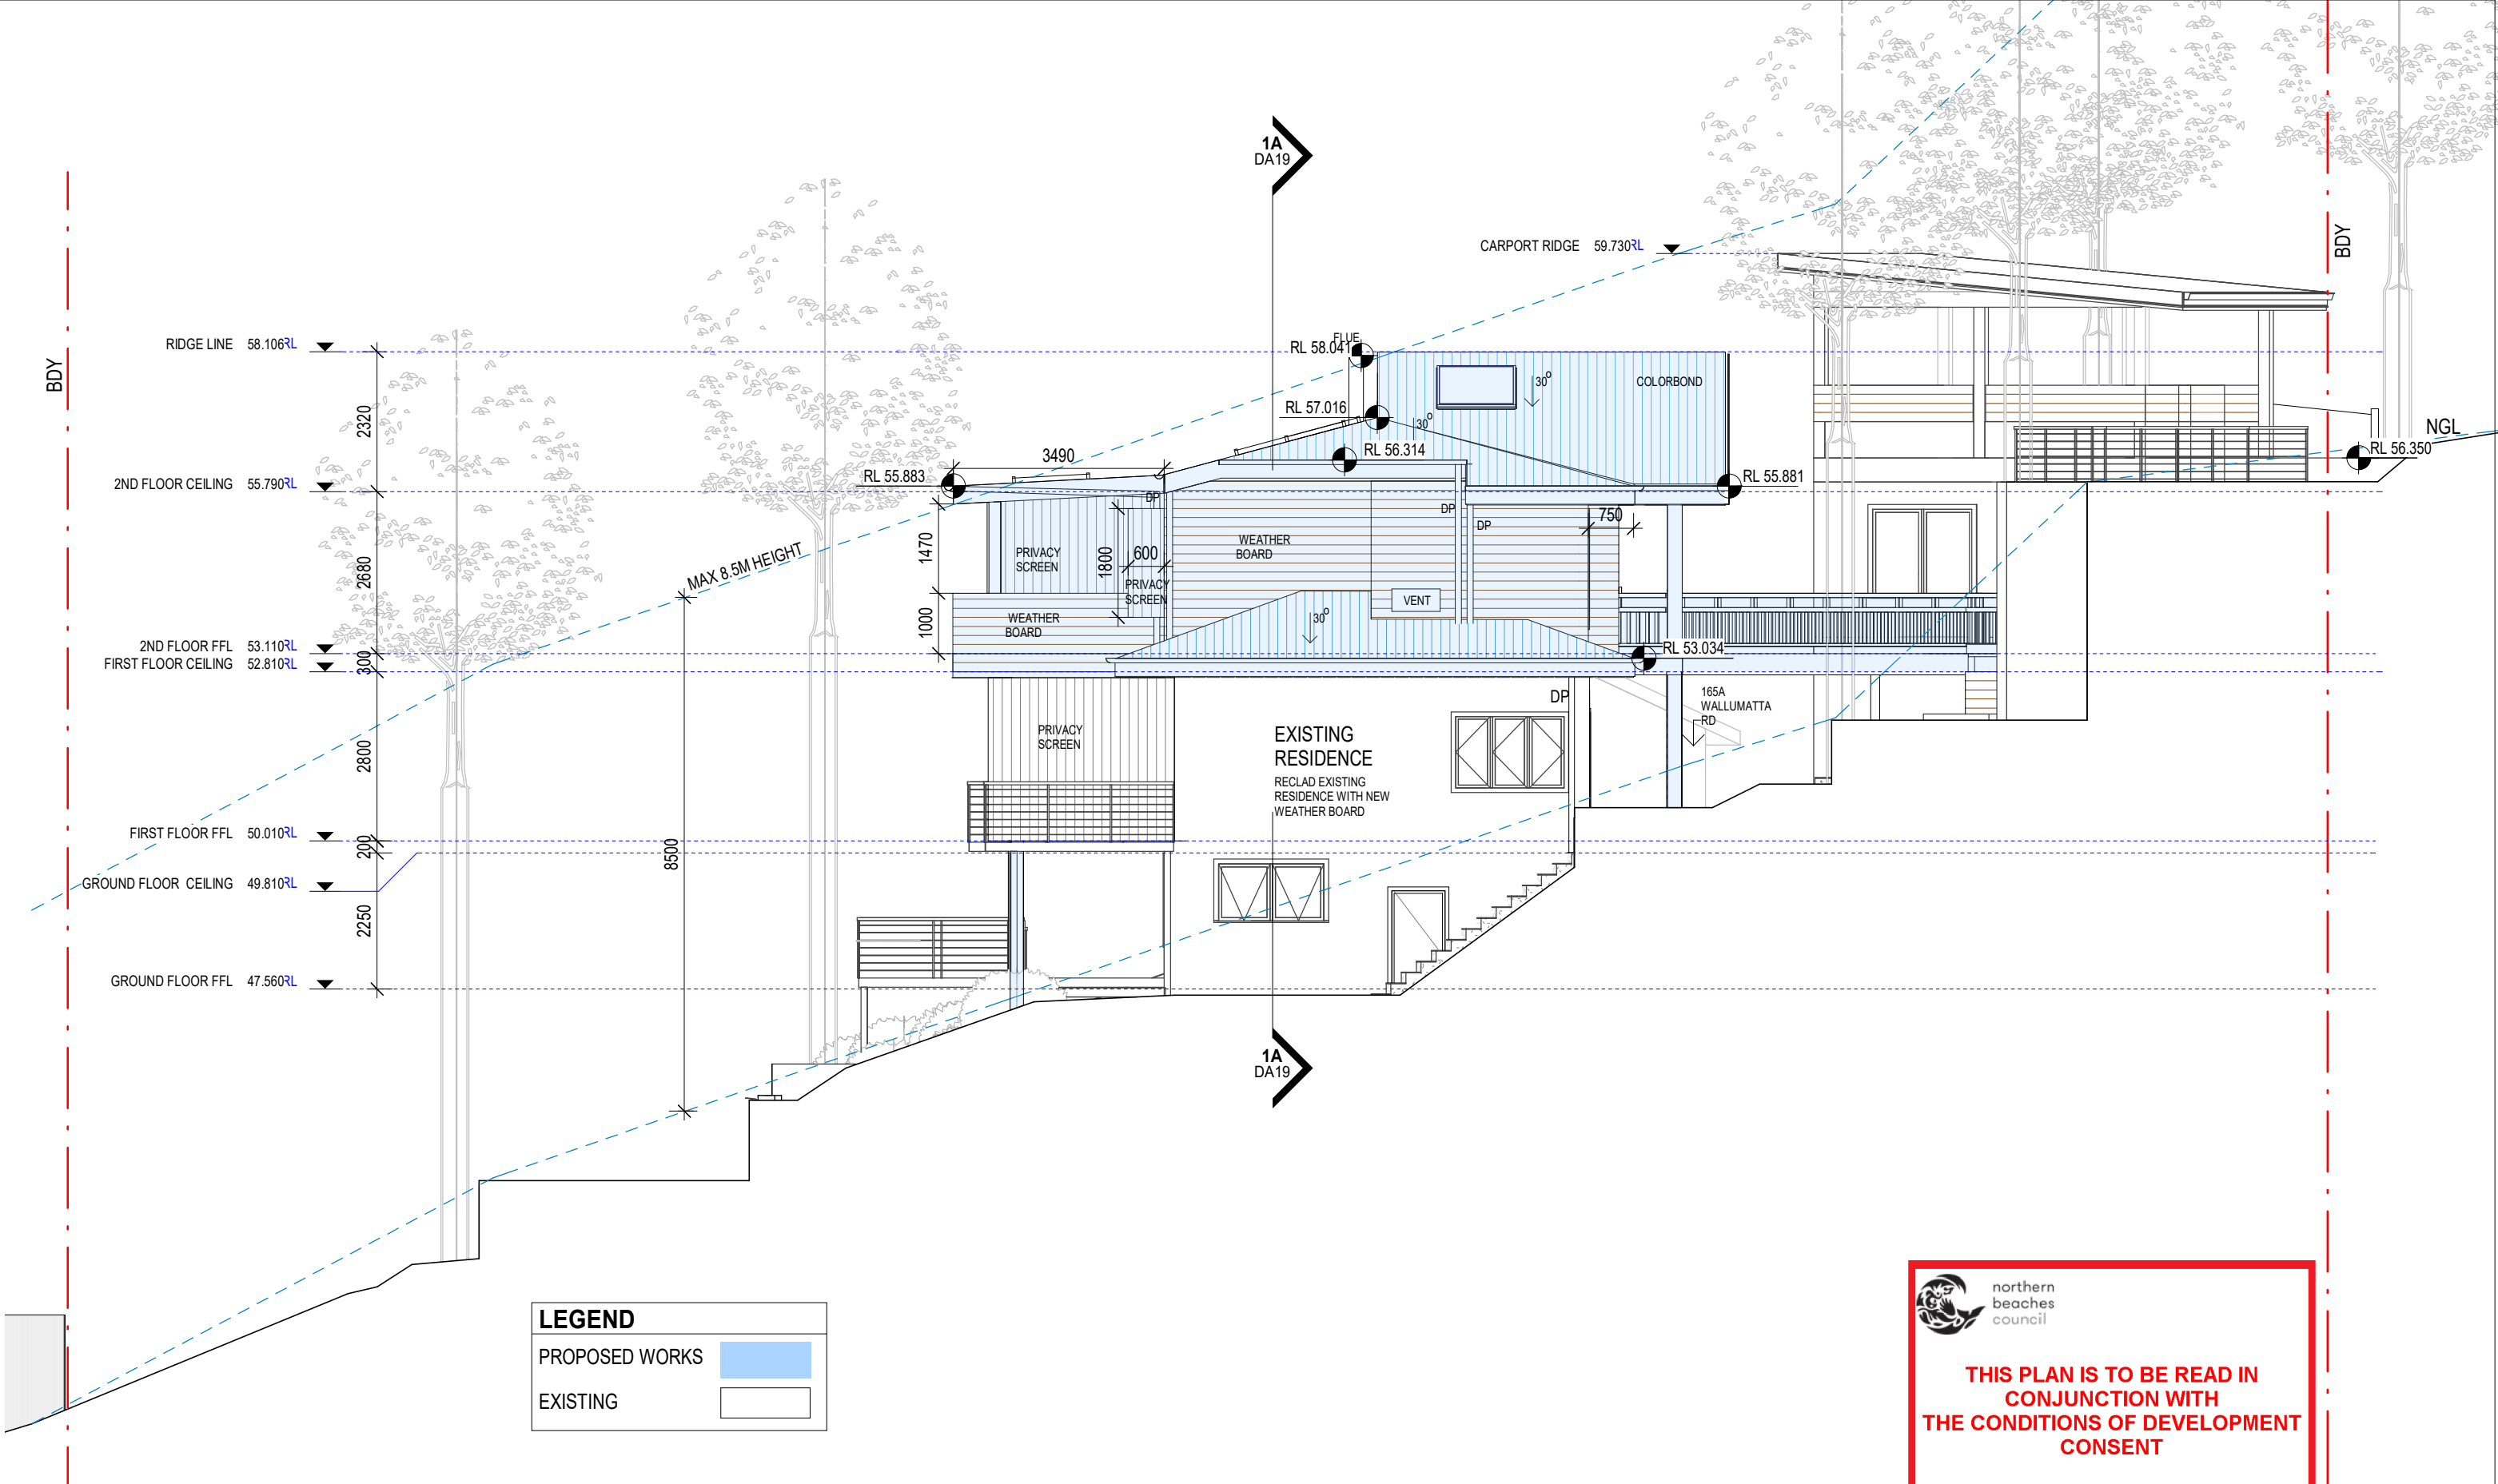 1A
DA19
CARPORT RIDGE 59.730RL
BDY
BDY
RIDGE LINE 58.106RL
FLUE
RL 58.041
30°
COLORBOND
RL 57.016
30°
2320
NGL
RL 56.350
3490
RL 56.314
2ND FLOOR CEILING 55.790RL
RL 55.883
RL 55.881
DP
DP
DP
750
1470
1800
600
WEATHER
BOARD
PRIVACY
SCREEN
PRIVACY
SCREEN
2680
MAX 8.5M HEIGHT
VENT
WEATHER
BOARD
1000
30°
2ND FLOOR FFL 53.110RL
FIRST FLOOR CEILING 52.810RL
300
RL 53.034
DP
165A
WALLUMATTA
RD
PRIVACY
SCREEN
EXISTING
RESIDENCE
RECLAD EXISTING
RESIDENCE WITH NEW
WEATHER BOARD
2800
FIRST FLOOR FFL 50.010RL
200
8500
GROUND FLOOR CEILING 49.810RL
2250
GROUND FLOOR FFL 47.560RL
1A
DA19
LEGEND
PROPOSED WORKS
EXISTING
northern
beaches
council
THIS PLAN IS TO BE READ IN
CONJUNCTION WITH
THE CONDITIONS OF DEVELOPMENT
CONSENT